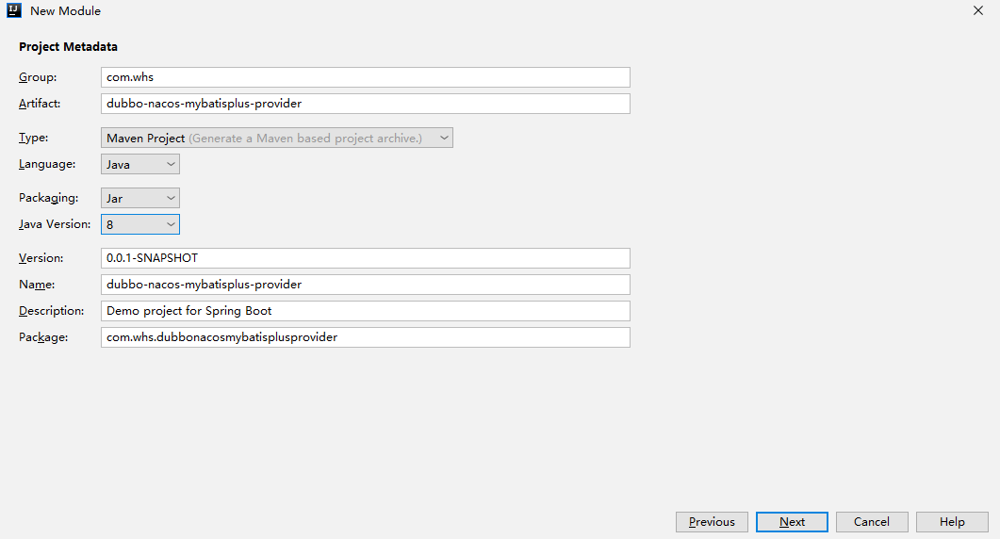 IJ New Module
Project Metadata
Group: com.whs
Artifact: dubbo-nacos-mybatisplus-provider
Type: Maven Project (Generate a Maven based project archive.)
Language: Java
Packaging: Jar
Java Version: 8
Version: 0.0.1-SNAPSHOT
Name: dubbo-nacos-mybatisplus-provider
Description: Demo project for Spring Boot
Package: com.whs.dubbonacosmybatisplusprovider
Previous Next Cancel Help